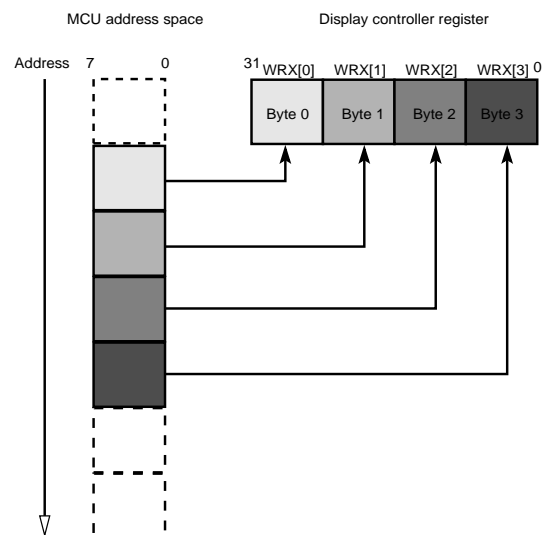 MCU address space
Display controller register
Address 7 0
31 WRX[0] WRX[1] WRX[2] WRX[3] 0
Byte 0 Byte 1 Byte 2 Byte 3